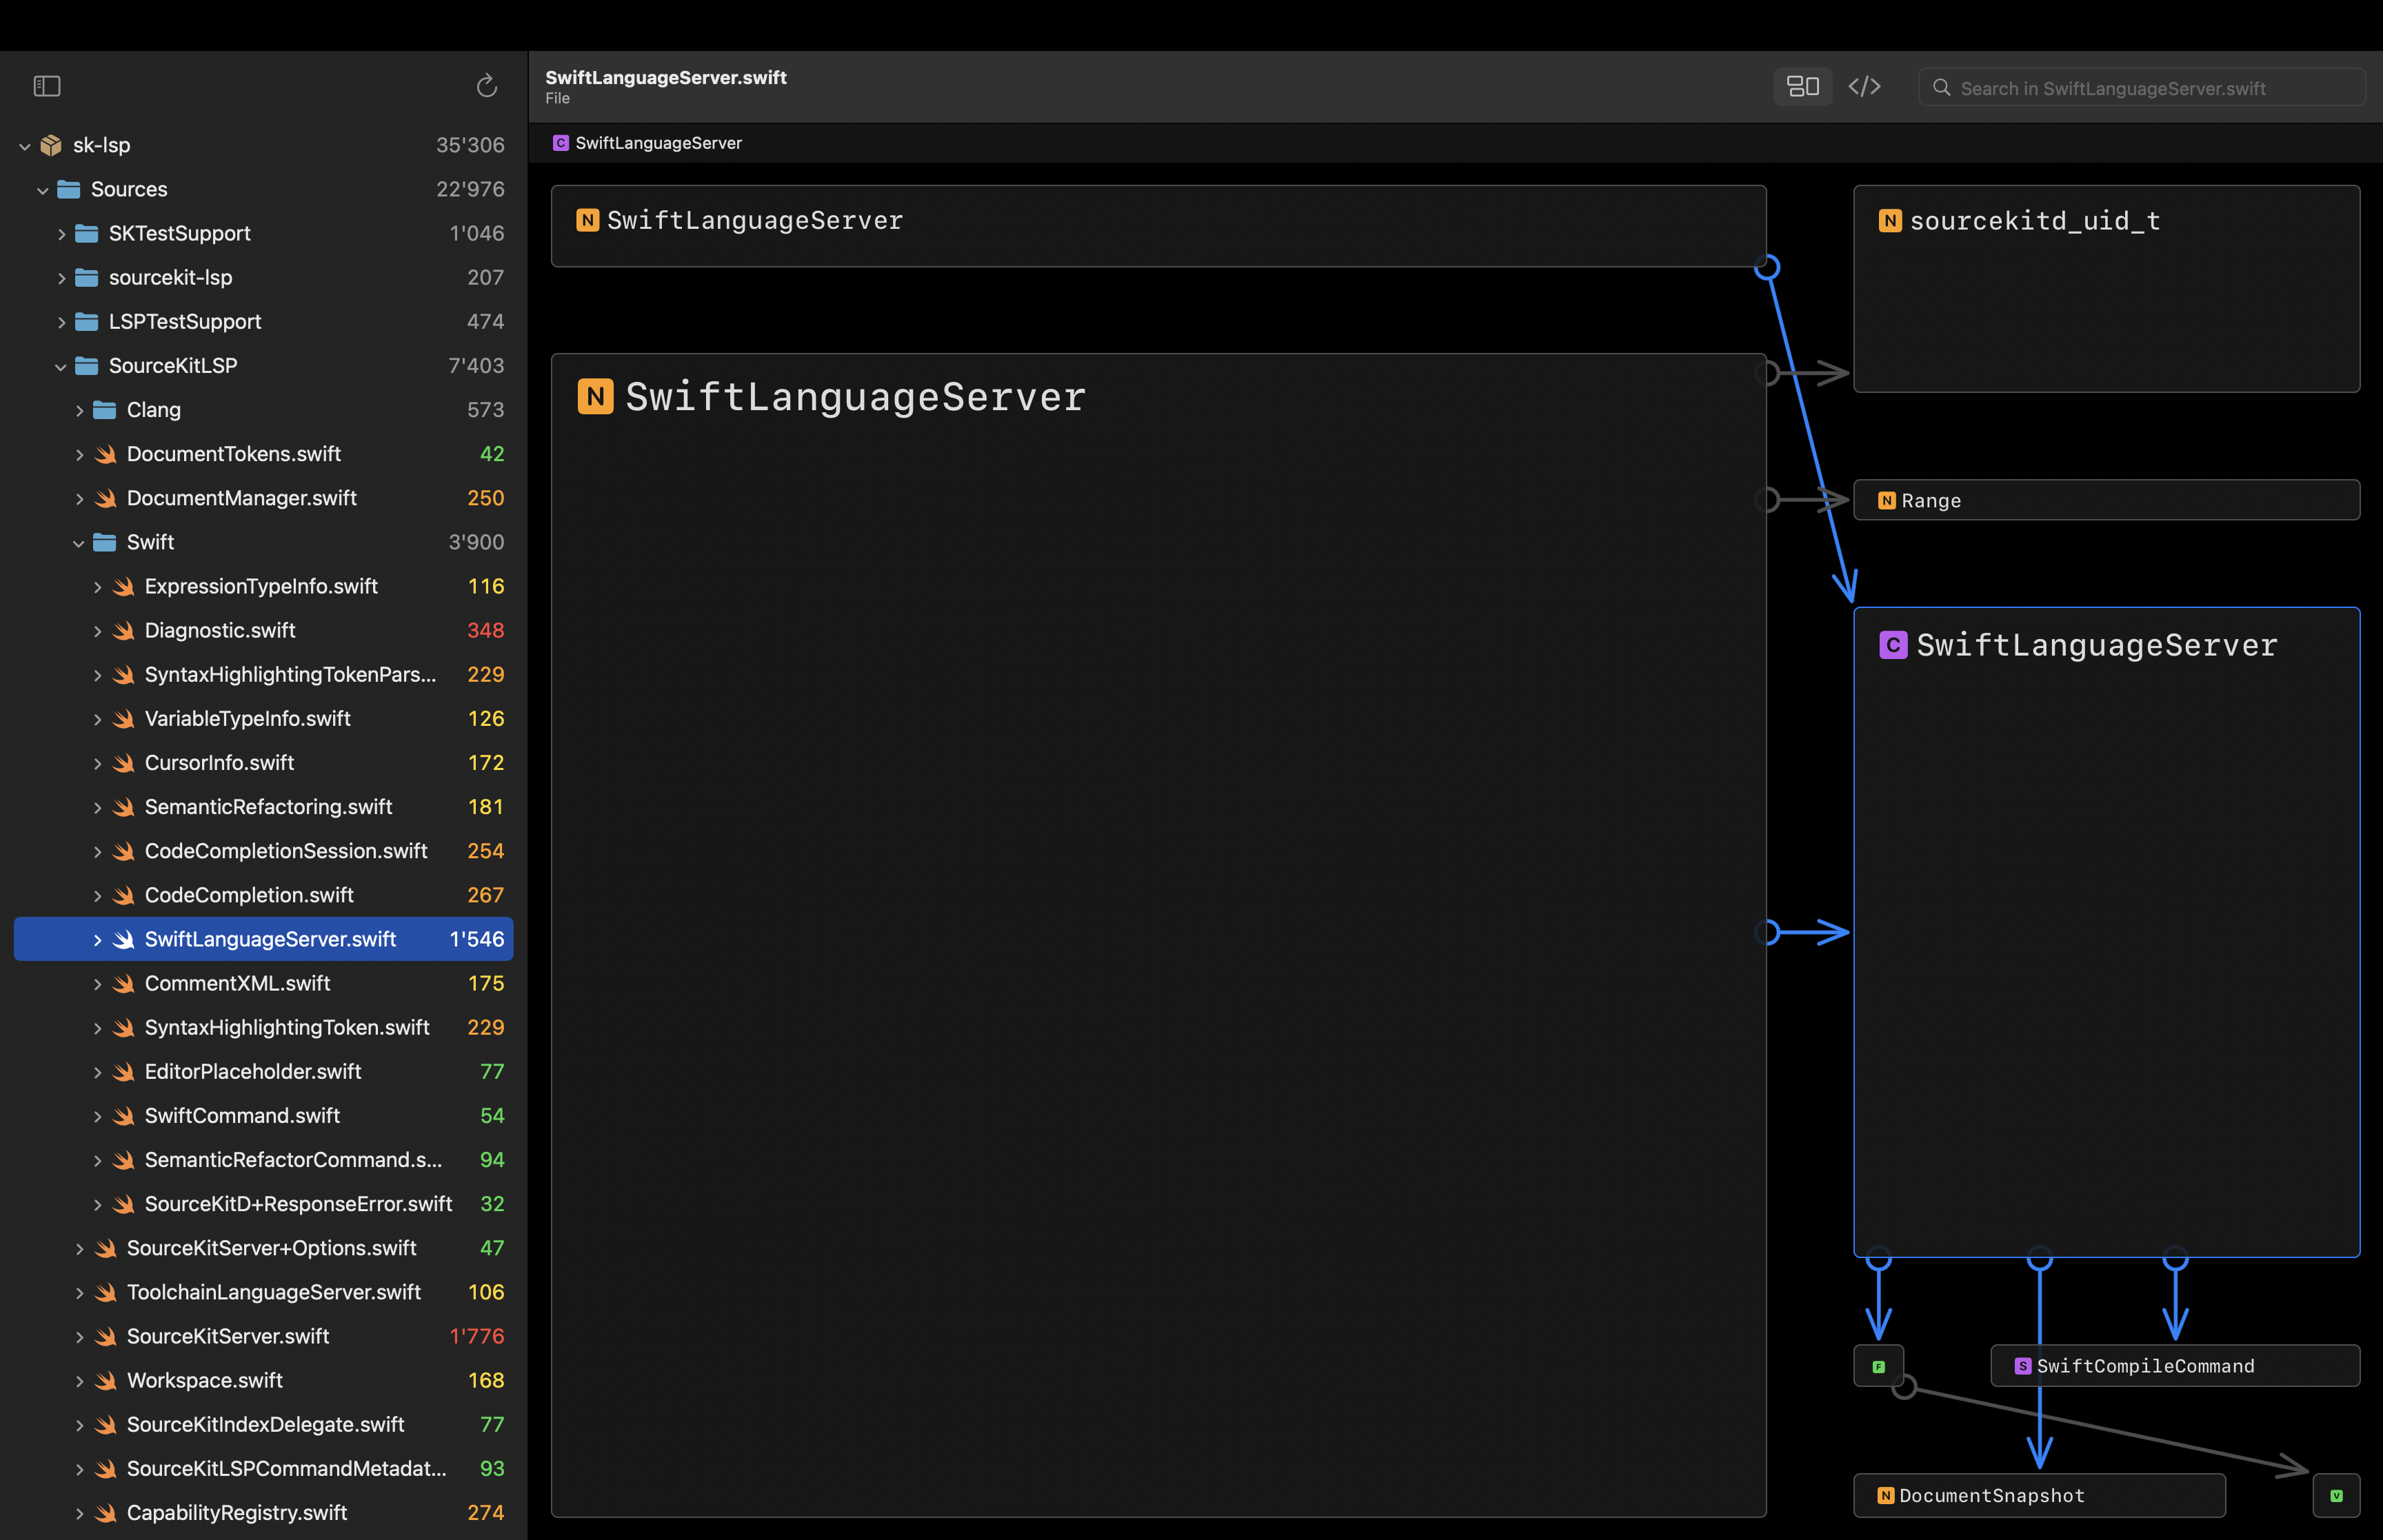 sk-lsp 35'306
Sources 22'976
SKTestSupport 1'046
sourcekit-lsp 207
LSPTestSupport 474
SourceKitLSP 7'403
Clang 573
DocumentTokens.swift 42
DocumentManager.swift 250
Swift 3'900
ExpressionTypeInfo.swift 116
Diagnostic.swift 348
SyntaxHighlightingTokenPars... 229
VariableTypeInfo.swift 126
CursorInfo.swift 172
SemanticRefactoring.swift 181
CodeCompletionSession.swift 254
CodeCompletion.swift 267
SwiftLanguageServer.swift 1'546
CommentXML.swift 175
SyntaxHighlightingToken.swift 229
EditorPlaceholder.swift 77
SwiftCommand.swift 54
SemanticRefactorCommand.s... 94
SourceKitD+ResponseError.swift 32
SourceKitServer+Options.swift 47
ToolchainLanguageServer.swift 106
SourceKitServer.swift 1'776
Workspace.swift 168
SourceKitIndexDelegate.swift 77
SourceKitLSPCommandMetadat... 93
CapabilityRegistry.swift 274
SwiftLanguageServer.swift
File
Search in SwiftLanguageServer.swift
C SwiftLanguageServer
N SwiftLanguageServer
N sourcekitd_uid_t
N SwiftLanguageServer
N Range
C SwiftLanguageServer
F
S SwiftCompileCommand
N DocumentSnapshot
V